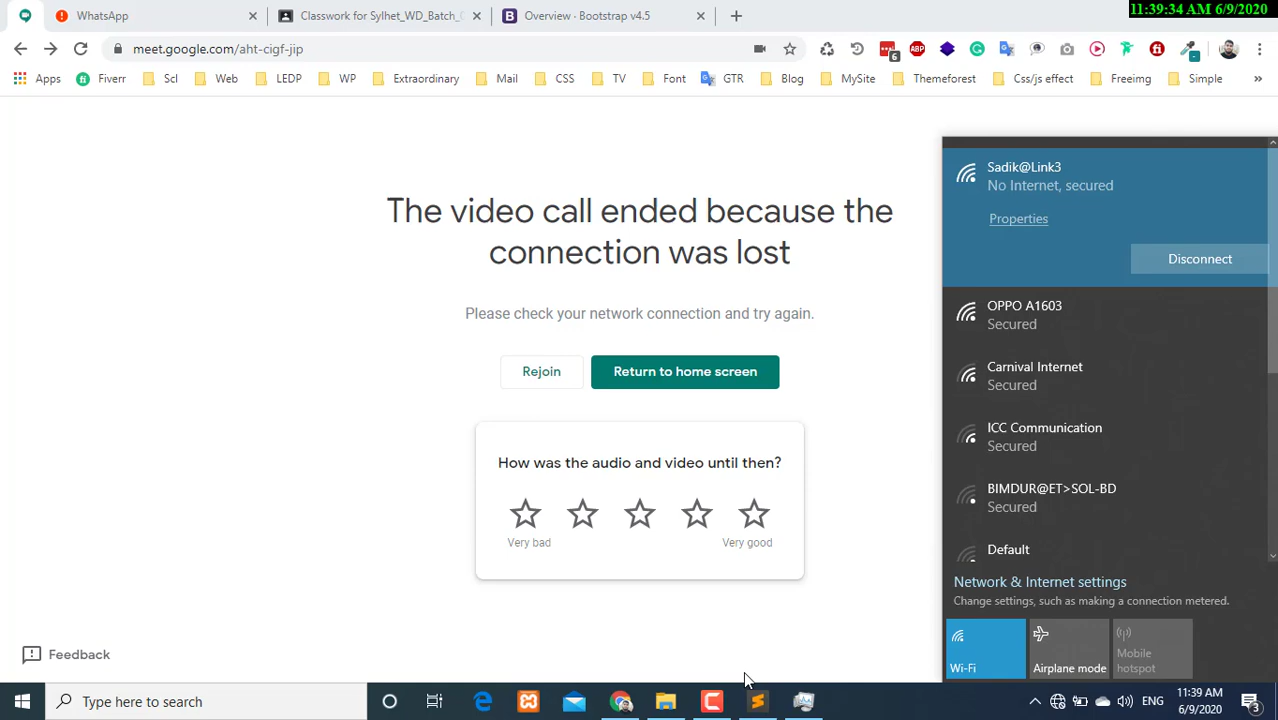 11:39:34 AM 6/9/2020
WhatsApp
Classwork for Sylhet_WD_Batch_
Overview · Bootstrap v4.5
meet.google.com/aht-cigf-jip
6
ABP
Apps
Fiverr
Scl
Web
LEDP
WP
Extraordinary
Mail
CSS
TV
Font
GTR
Blog
MySite
Themeforest
Css/js effect
Freeimg
Simple
The video call ended because the
connection was lost
Please check your network connection and try again.
Rejoin
Return to home screen
How was the audio and video until then?
Very bad
Very good
Feedback
Sadik@Link3
No Internet, secured
Properties
Disconnect
OPPO A1603
Secured
Carnival Internet
Secured
ICC Communication
Secured
BIMDUR@ET>SOL-BD
Secured
Default
Network & Internet settings
Change settings, such as making a connection metered.
Wi-Fi
Airplane mode
Mobile
hotspot
Type here to search
ENG
11:39 AM
6/9/2020
3